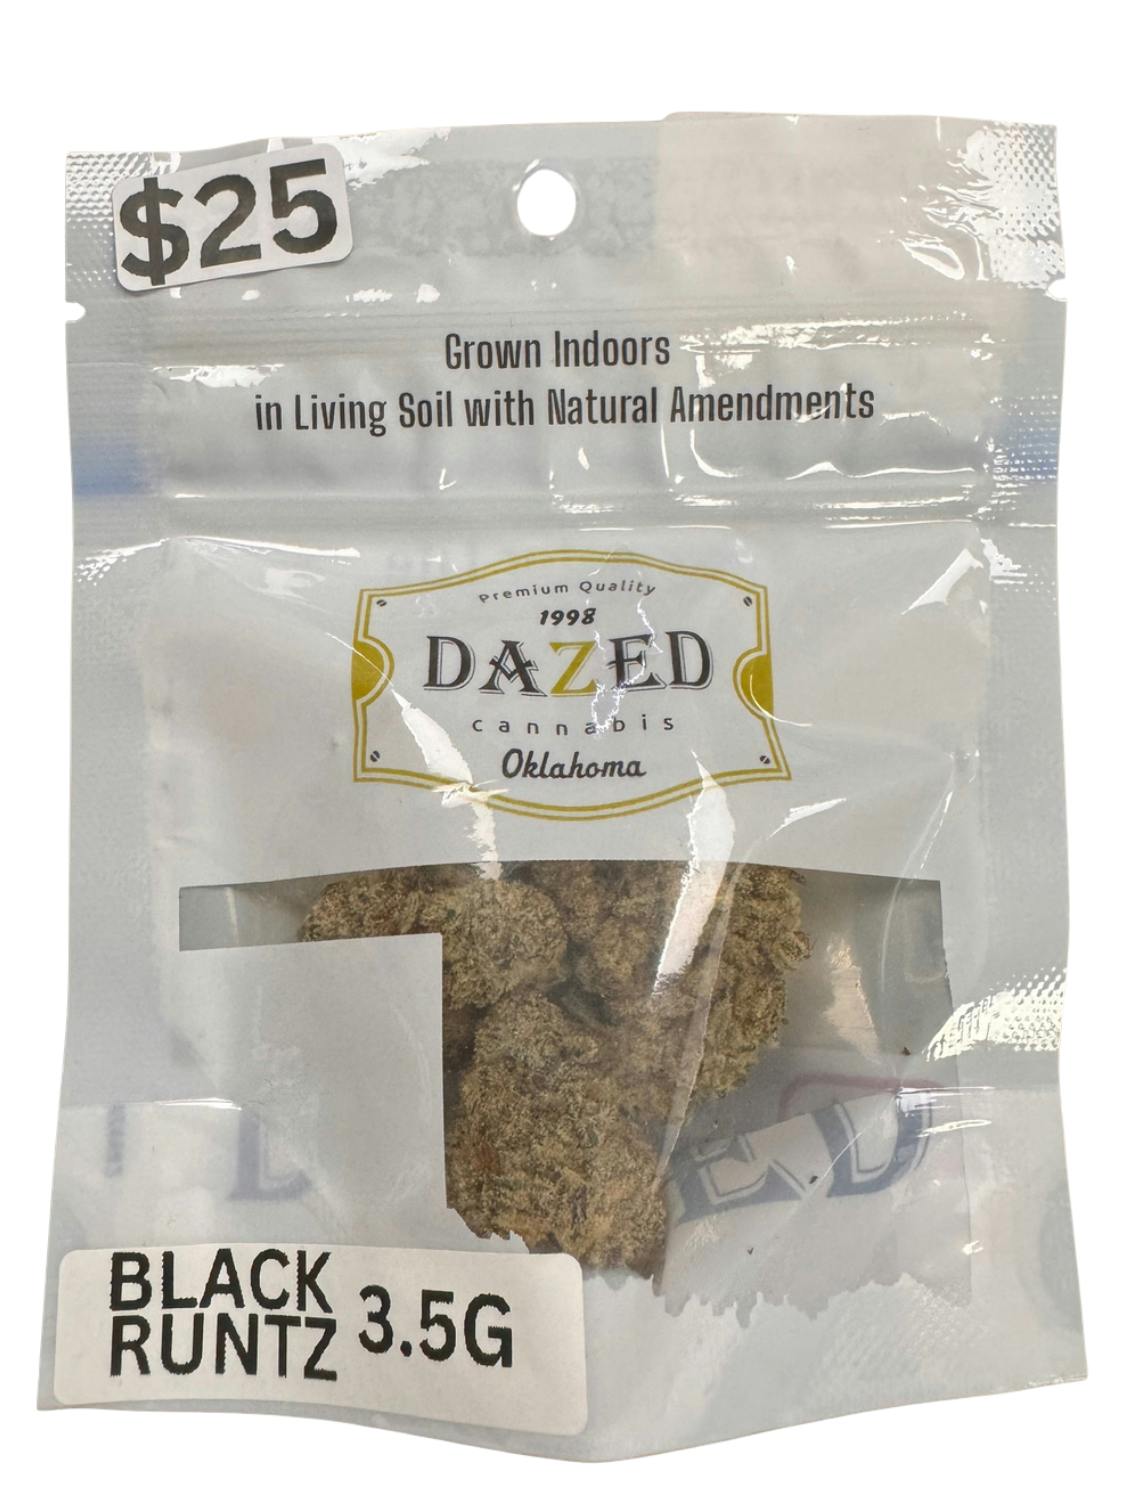 $25
Grown Indoors
in Living Soil with Natural Amendments
Premium Quality
1998
DAZED
cannabis
Oklahoma
BLACK
RUNTZ
3.5G